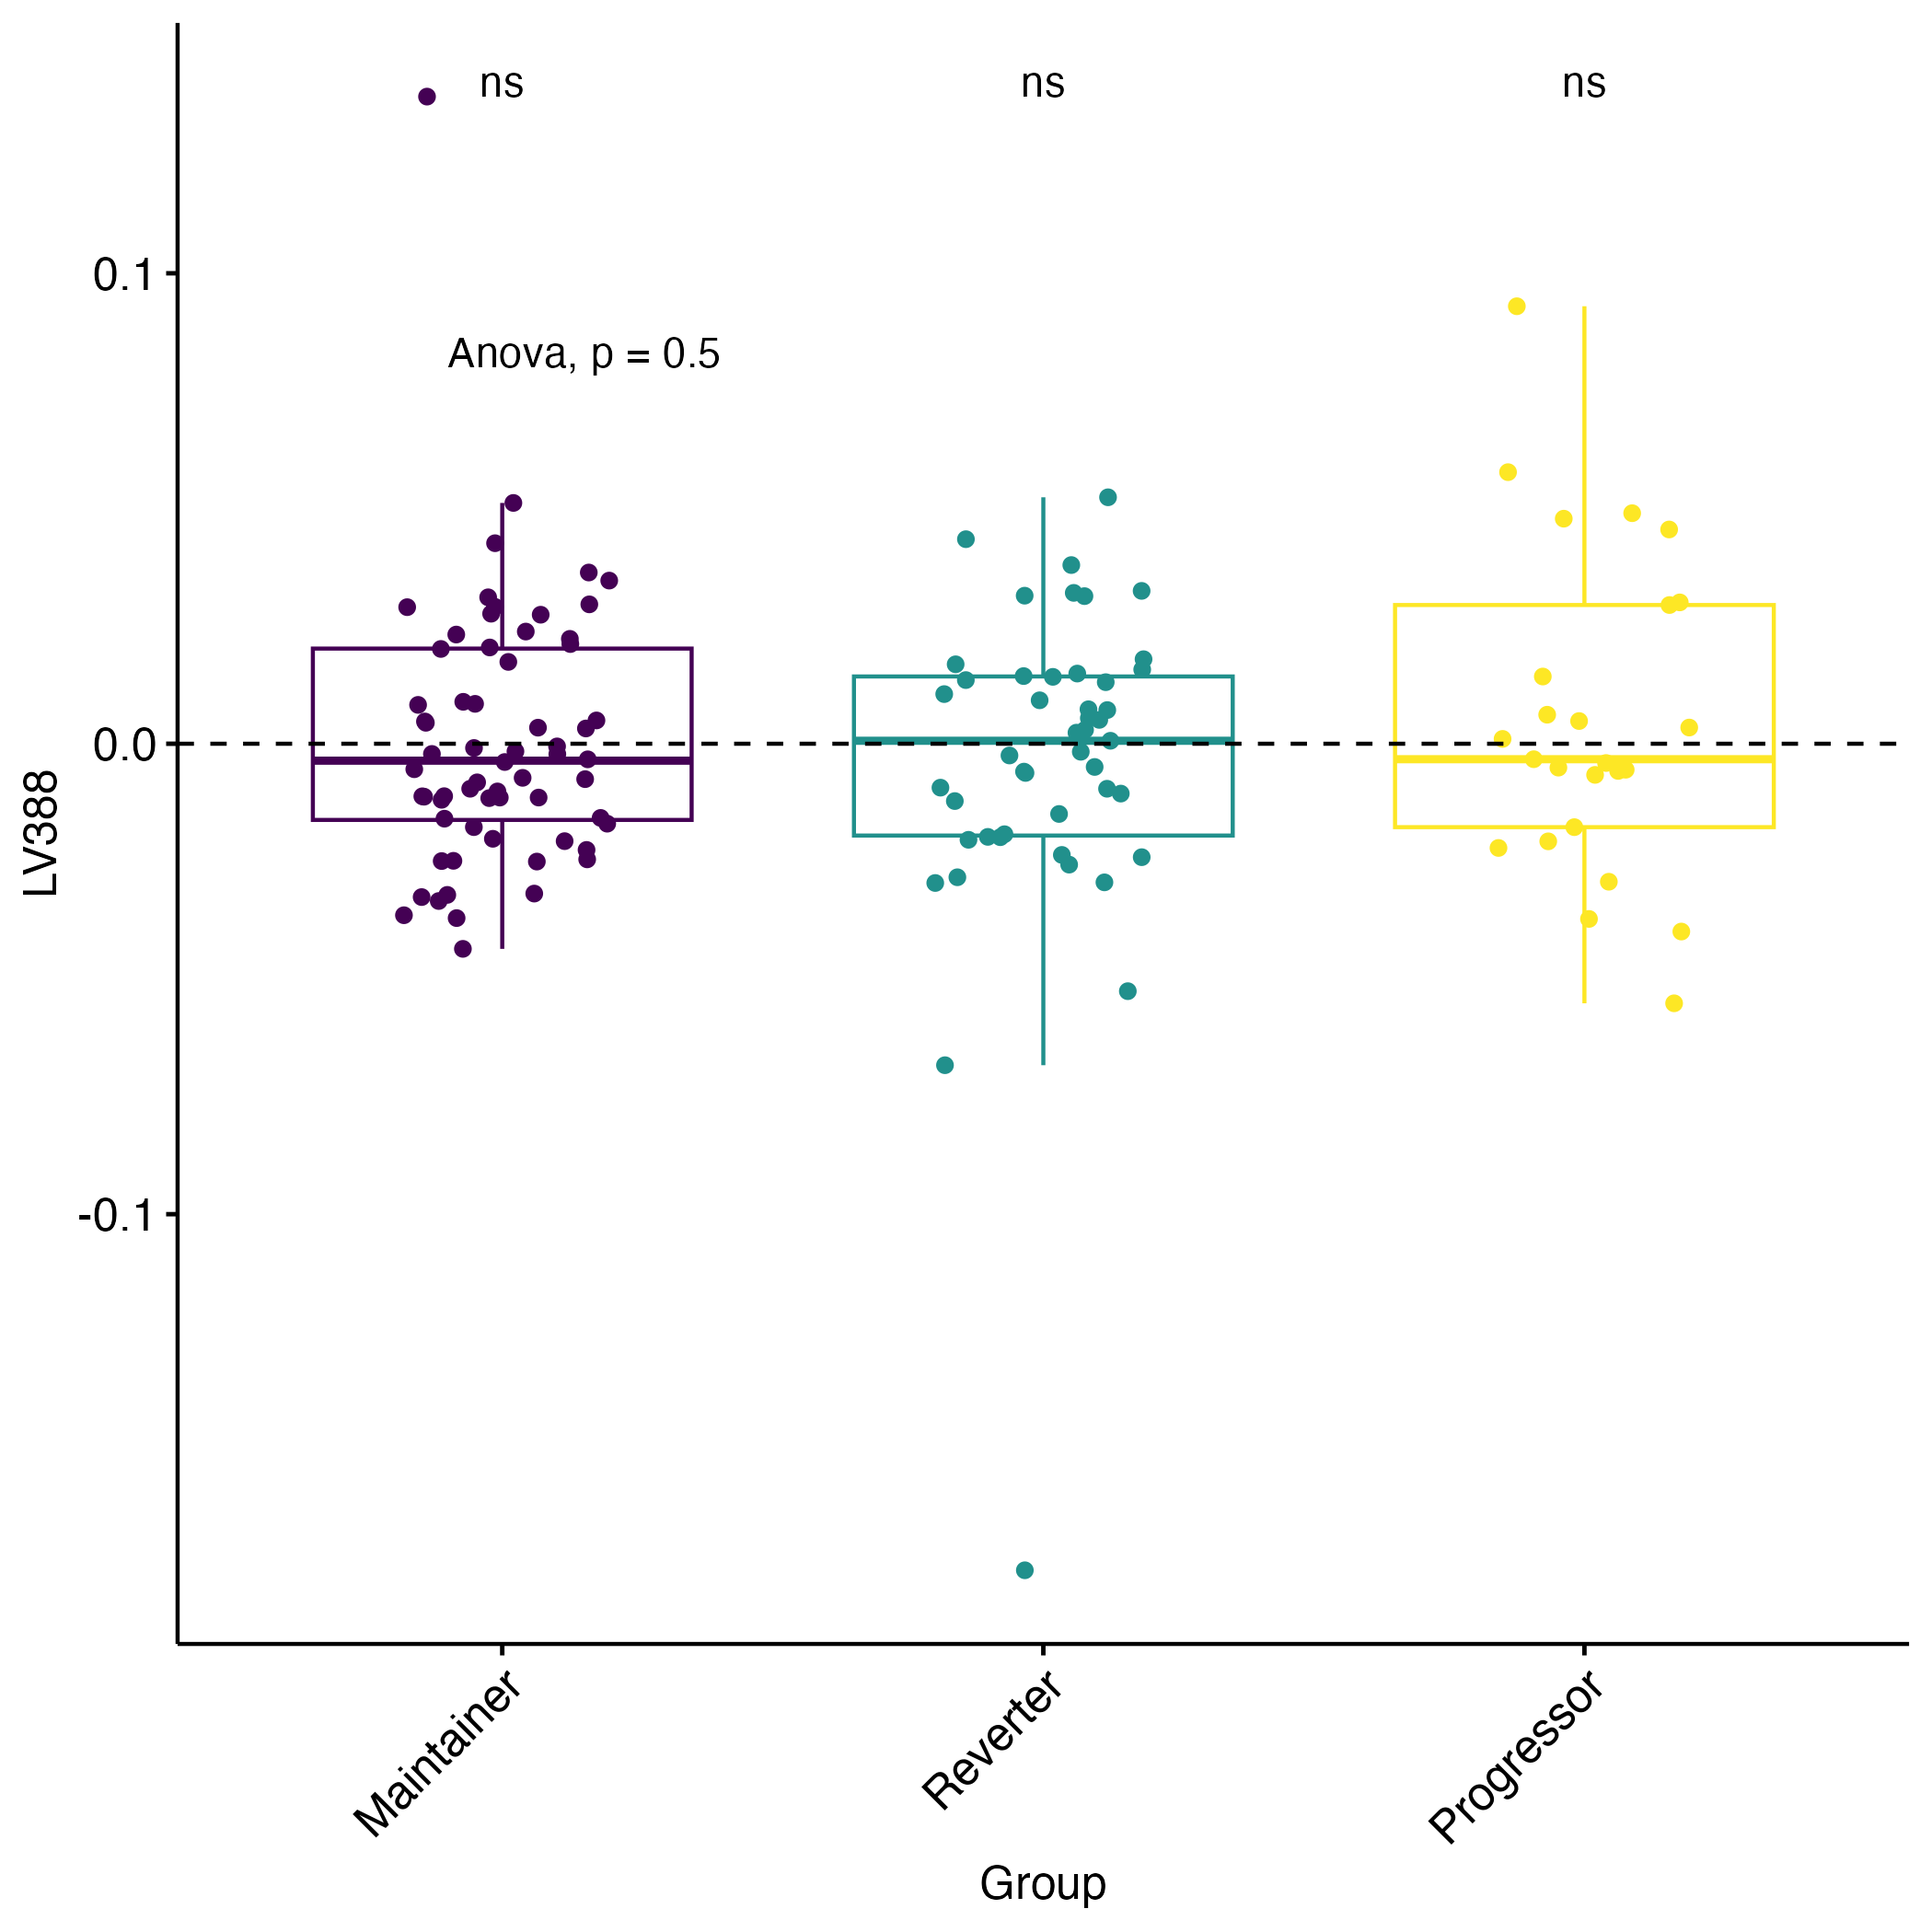 ns
ns
ns
0.1
Anova, p = 0.5
0.0
LV388
-0.1
Maintainer
Reverter
Progressor
Group